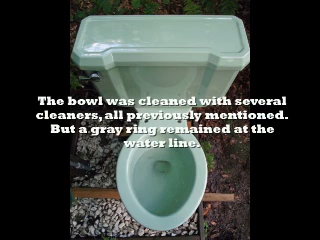 The bowl was cleaned with several
cleaners, all previously mentioned.
But a gray ring remained at the
water line.